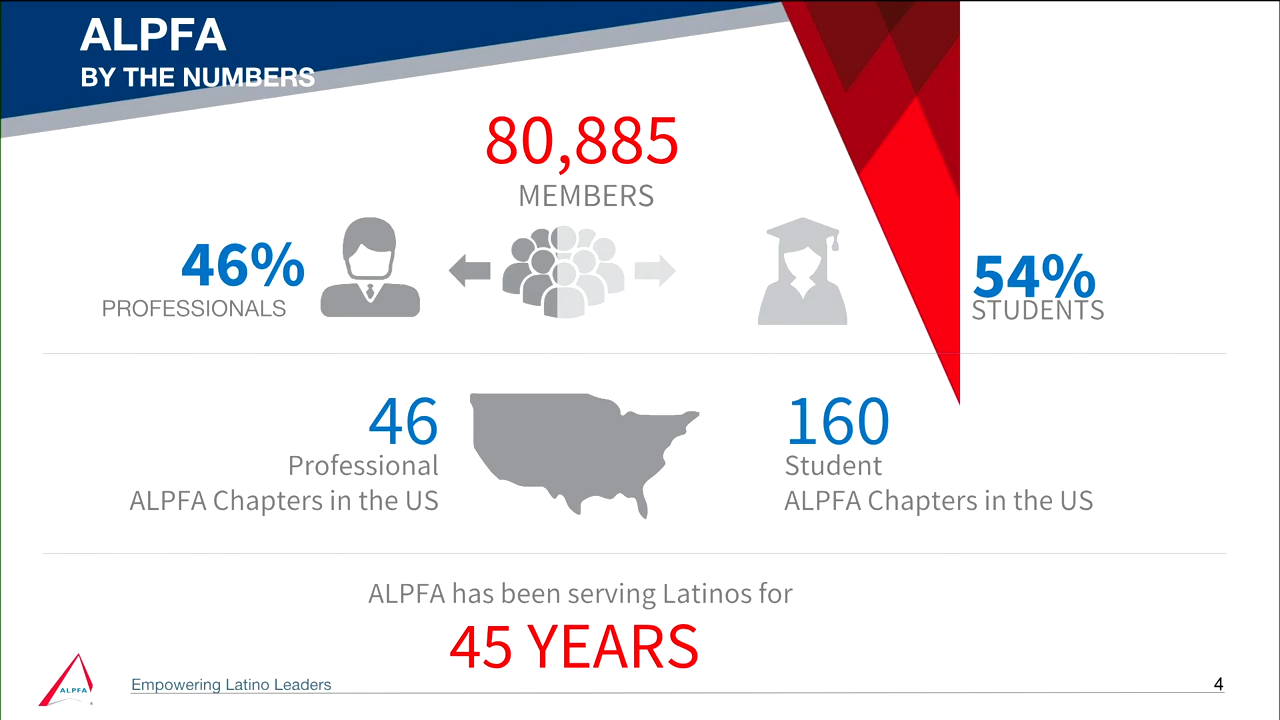 ALPFA
BY THE NUMBERS
80,885
MEMBERS
46%
PROFESSIONALS
54%
STUDENTS
46
Professional
ALPFA Chapters in the US
160
Student
ALPFA Chapters in the US
ALPFA has been serving Latinos for
45 YEARS
ALPFA
Empowering Latino Leaders
4